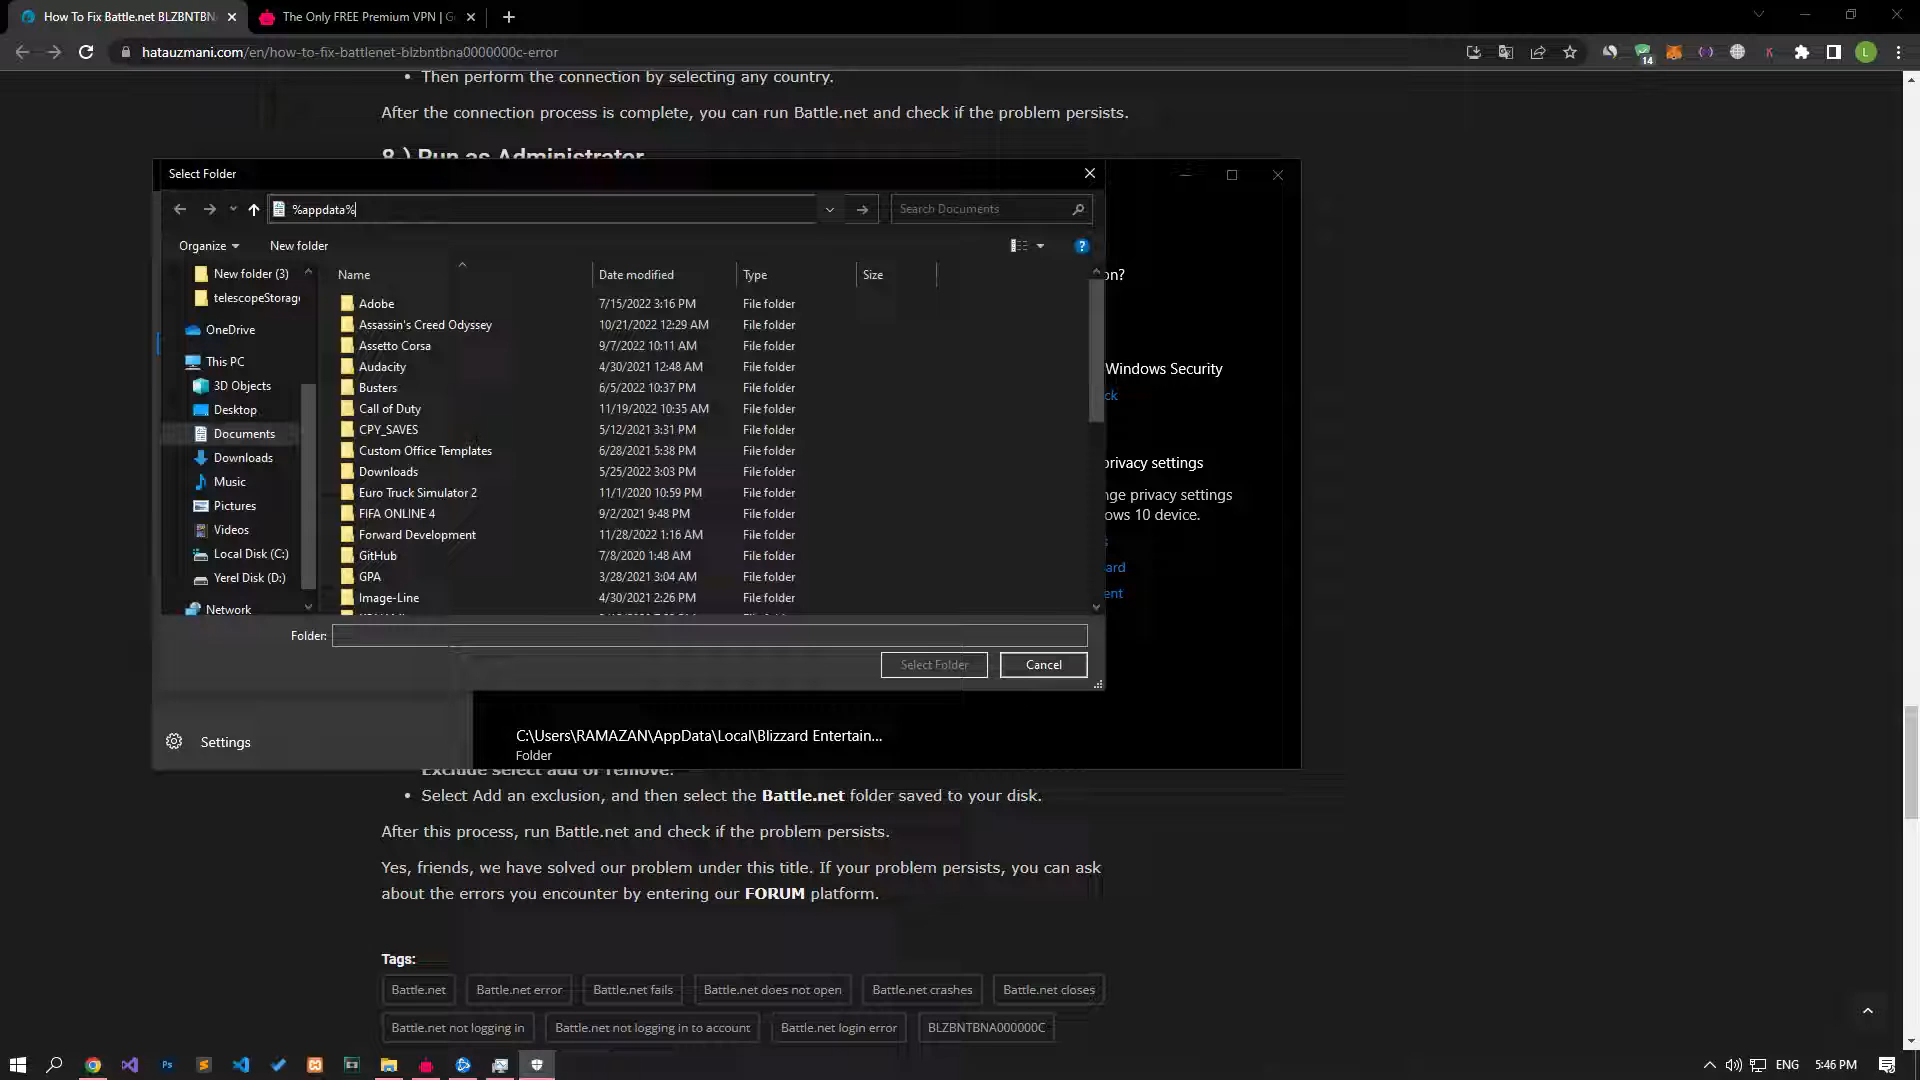 How To Fix Battle.net BLZBNTBN
The Only FREE Premium VPN | G
hatauzmani.com/en/how-to-fix-battlenet-blzbntbna0000000c-error
14
L
Then perform the connection by selecting any country.
After the connection process is complete, you can run Battle.net and check if the problem persists.
8.) Run as Administrator
Select Folder
%appdata%
Search Documents
Organize
New folder
?
Name
Date modified
Type
Size
New folder (3)
telescopeStorag
OneDrive
This PC
3D Objects
Desktop
Documents
Downloads
Music
Pictures
Videos
Local Disk (C:)
Yerel Disk (D:)
Network
Adobe 7/15/2022 3:16 PM File folder
Assassin's Creed Odyssey 10/21/2022 12:29 AM File folder
Assetto Corsa 9/7/2022 10:11 AM File folder
Audacity 4/30/2021 12:48 AM File folder
Busters 6/5/2022 10:37 PM File folder
Call of Duty 11/19/2022 10:35 AM File folder
CPY_SAVES 5/12/2021 3:31 PM File folder
Custom Office Templates 6/28/2021 5:38 PM File folder
Downloads 5/25/2022 3:03 PM File folder
Euro Truck Simulator 2 11/1/2020 10:59 PM File folder
FIFA ONLINE 4 9/2/2021 9:48 PM File folder
Forward Development 11/28/2022 1:16 AM File folder
GitHub 7/8/2020 1:48 AM File folder
GPA 3/28/2021 3:04 AM File folder
Image-Line 4/30/2021 2:26 PM File folder
Folder:
Select Folder
Cancel
on?
Windows Security
ck
privacy settings
nge privacy settings
ows 10 device.
s
ard
ent
Settings
C:\Users\RAMAZAN\AppData\Local\Blizzard Entertain...
Folder
Exclude select add or remove.
Select Add an exclusion, and then select the Battle.net folder saved to your disk.
After this process, run Battle.net and check if the problem persists.
Yes, friends, we have solved our problem under this title. If your problem persists, you can ask
about the errors you encounter by entering our FORUM platform.
Tags:
Battle.net
Battle.net error
Battle.net fails
Battle.net does not open
Battle.net crashes
Battle.net closes
Battle.net not logging in
Battle.net not logging in to account
Battle.net login error
BLZBNTBNA000000C
ENG
5:46 PM